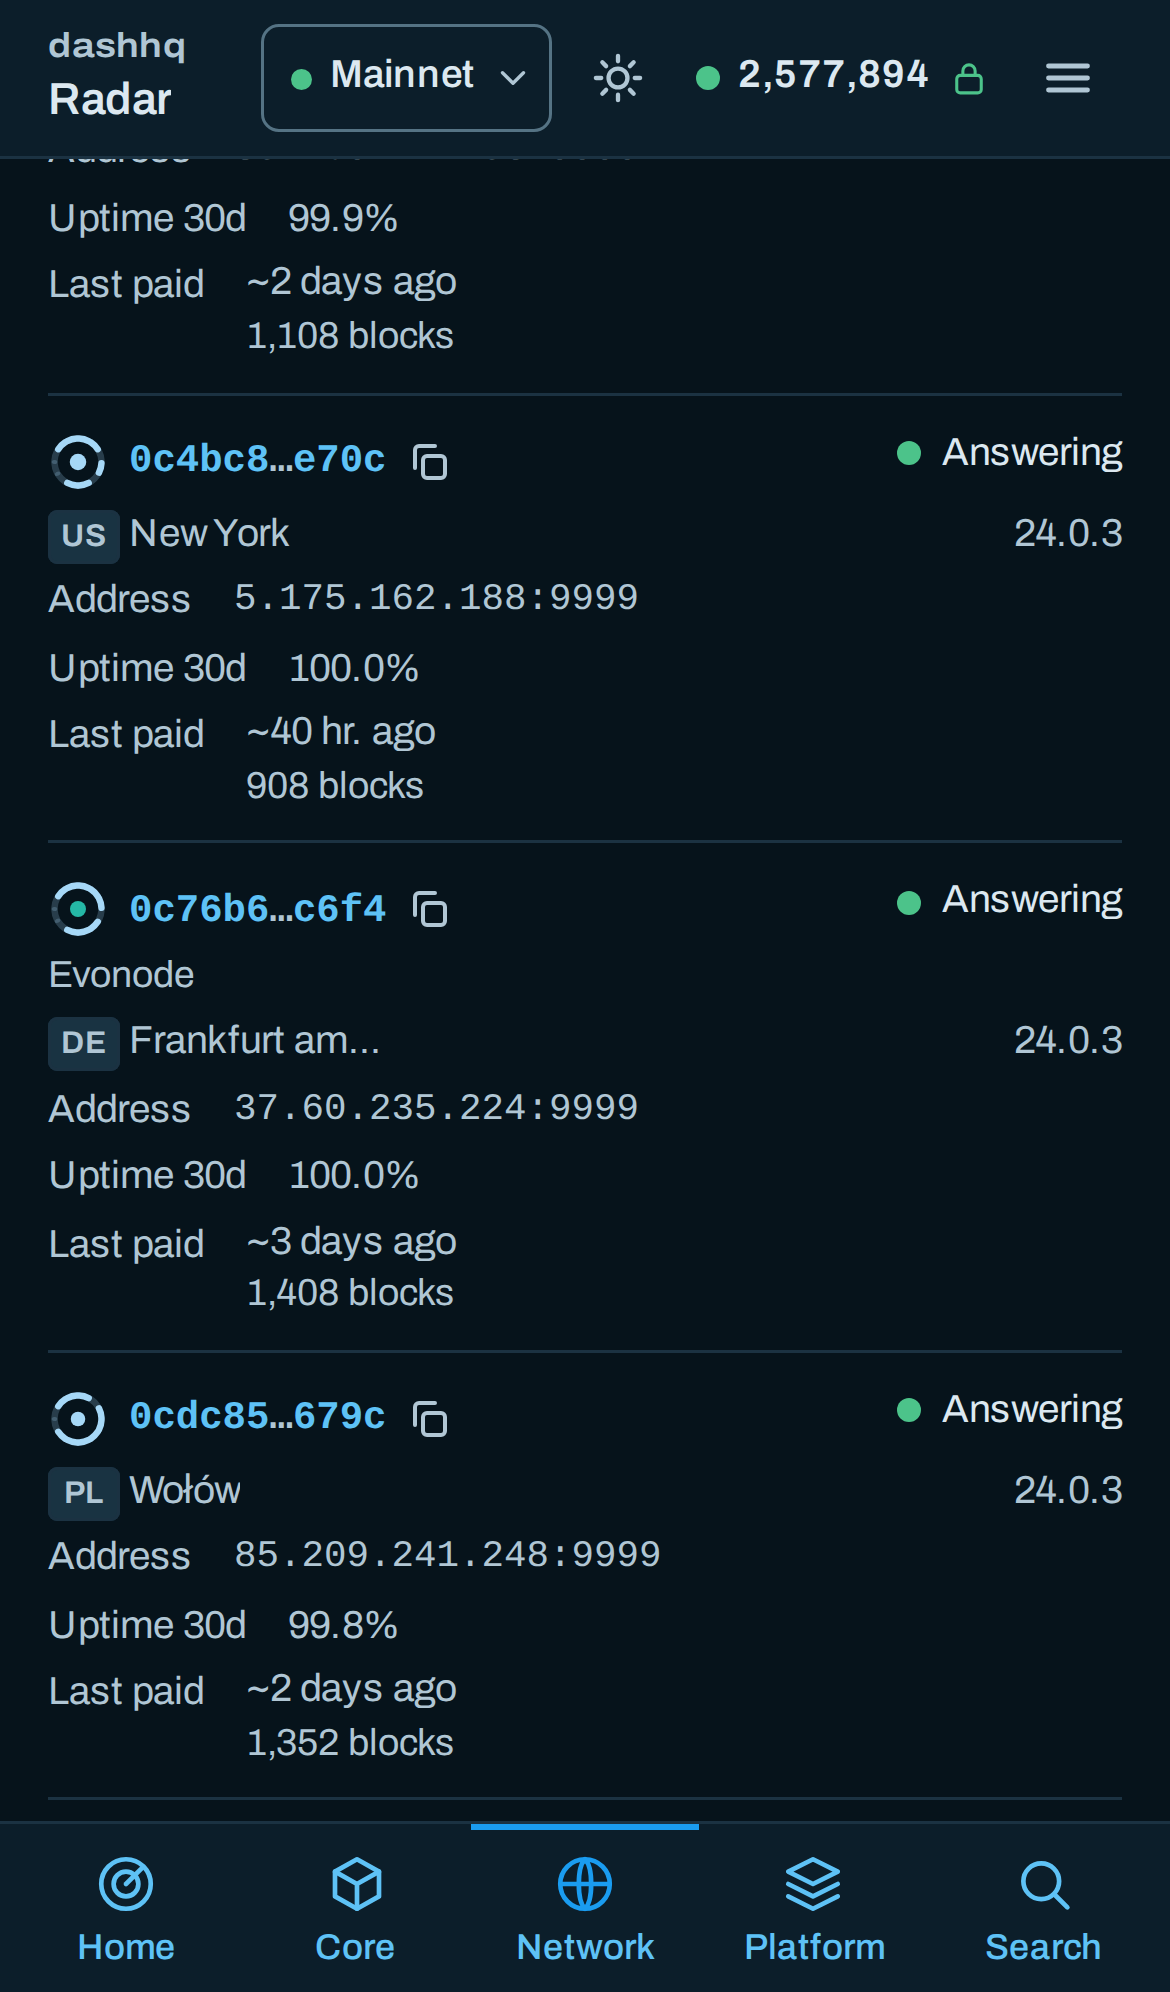 dashhq
Radar
Mainnet
2,577,894
Uptime 30d 99.9%
Last paid ~2 days ago
1,108 blocks
0c4bc8…e70c
Answering
US New York
24.0.3
Address 5.175.162.188:9999
Uptime 30d 100.0%
Last paid ~40 hr. ago
908 blocks
0c76b6…c6f4
Answering
Evonode
DE Frankfurt am...
24.0.3
Address 37.60.235.224:9999
Uptime 30d 100.0%
Last paid ~3 days ago
1,408 blocks
0cdc85…679c
Answering
PL Wołów
24.0.3
Address 85.209.241.248:9999
Uptime 30d 99.8%
Last paid ~2 days ago
1,352 blocks
Home
Core
Network
Platform
Search